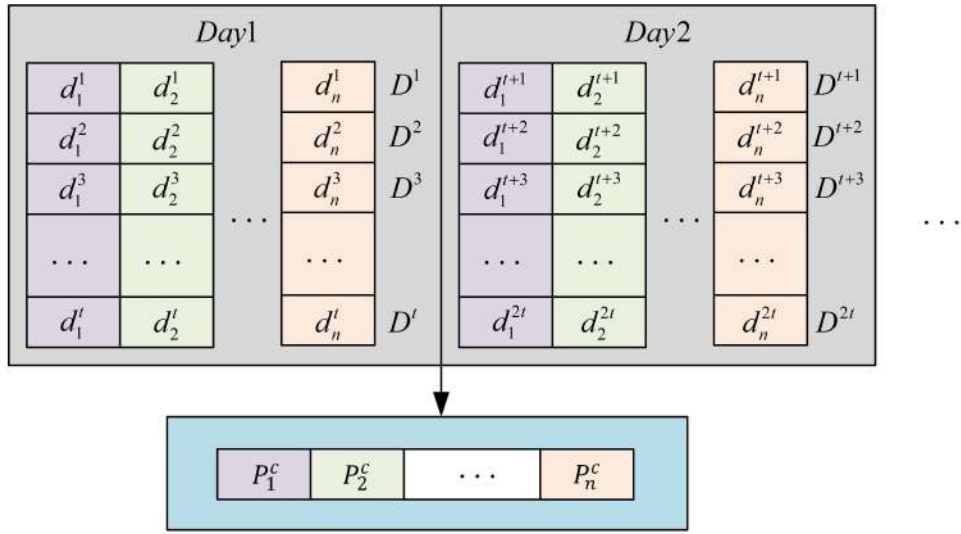 Day1 Day2
d_1^1 d_2^1 d_n^1 D^1 d_1^{t+1} d_2^{t+1} d_n^{t+1} D^{t+1}
d_1^2 d_2^2 d_n^2 D^2 d_1^{t+2} d_2^{t+2} d_n^{t+2} D^{t+2}
d_1^3 d_2^3 d_n^3 D^3 d_1^{t+3} d_2^{t+3} d_n^{t+3} D^{t+3}
... ... ...
... ... ... ... ... ...
d_1^t d_2^t d_n^t D^t d_1^{2t} d_2^{2t} d_n^{2t} D^{2t}
P_1^c P_2^c ... P_n^c